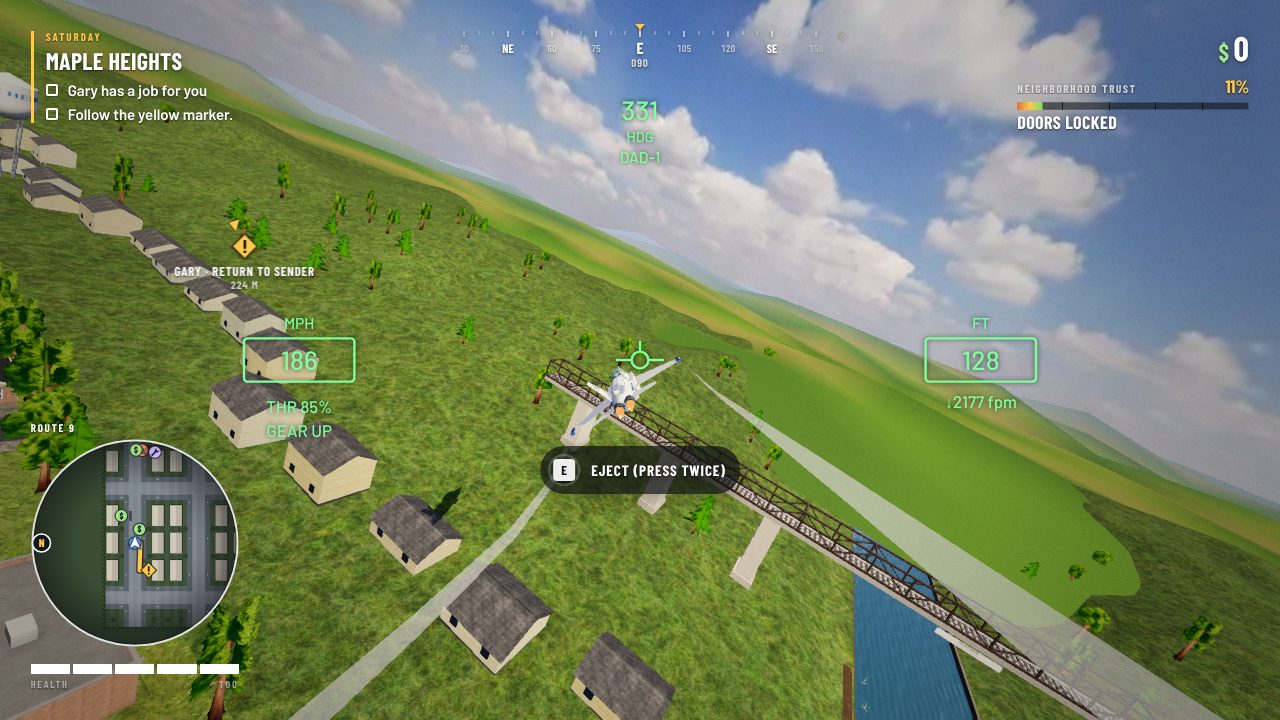 SATURDAY
MAPLE HEIGHTS
Gary has a job for you
Follow the yellow marker.
30 NE 60 75 E 105 120 SE 150
090
331
HDG
DAD-1
$0
NEIGHBORHOOD TRUST 11%
DOORS LOCKED
GARY · RETURN TO SENDER
224 M
MPH
186
THR 85%
GEAR UP
FT
128
↓2177 fpm
E EJECT (PRESS TWICE)
ROUTE 9
$
$
$
N
HEALTH 100